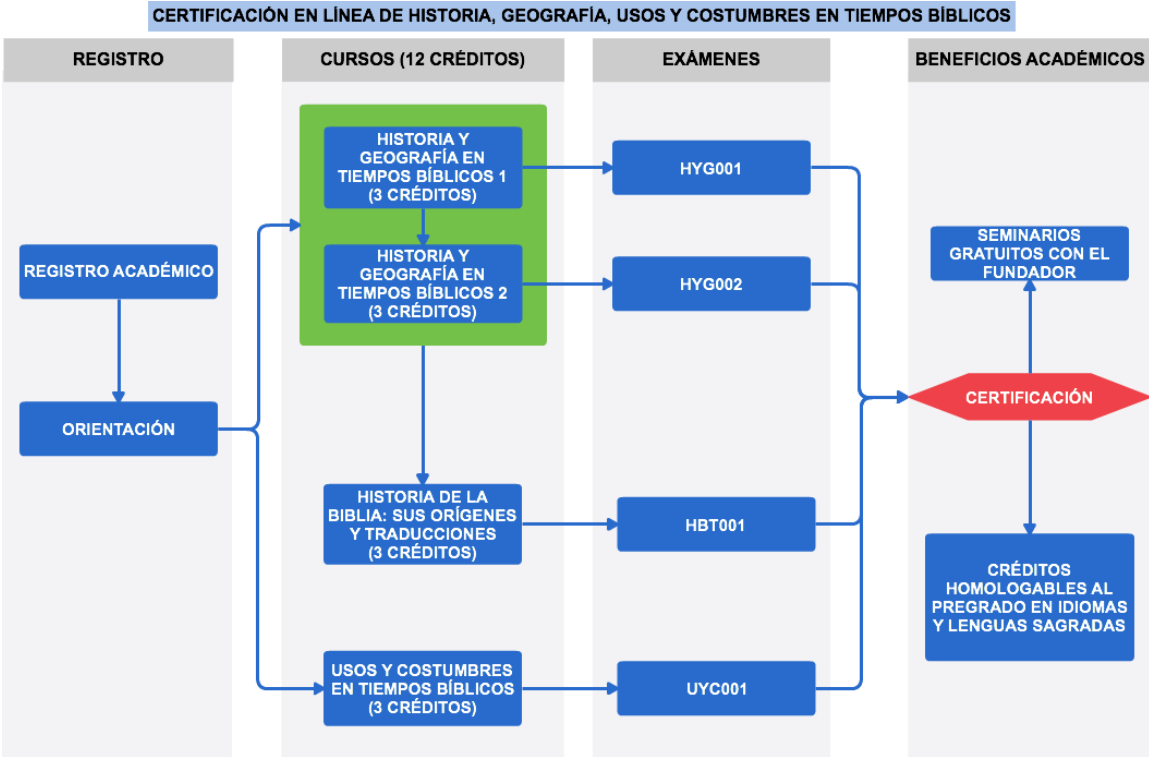 CERTIFICACIÓN EN LÍNEA DE HISTORIA, GEOGRAFÍA, USOS Y COSTUMBRES EN TIEMPOS BÍBLICOS
REGISTRO
CURSOS (12 CRÉDITOS)
EXÁMENES
BENEFICIOS ACADÉMICOS
REGISTRO ACADÉMICO
ORIENTACIÓN
HISTORIA Y
GEOGRAFÍA EN
TIEMPOS BÍBLICOS 1
(3 CRÉDITOS)
HISTORIA Y
GEOGRAFÍA EN
TIEMPOS BÍBLICOS 2
(3 CRÉDITOS)
HISTORIA DE LA
BIBLIA: SUS ORÍGENES
Y TRADUCCIONES
(3 CRÉDITOS)
USOS Y COSTUMBRES
EN TIEMPOS BÍBLICOS
(3 CRÉDITOS)
HYG001
HYG002
HBT001
UYC001
SEMINARIOS
GRATUITOS CON EL
FUNDADOR
CERTIFICACIÓN
CRÉDITOS
HOMOLOGABLES AL
PREGRADO EN IDIOMAS
Y LENGUAS SAGRADAS